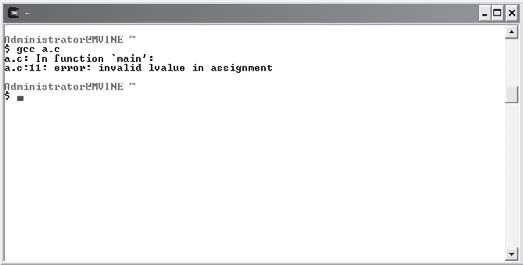 ~
Administrator@MVINE ~
$ gcc a.c
a.c: In function `main':
a.c:11: error: invalid lvalue in assignment
Administrator@MVINE ~
$